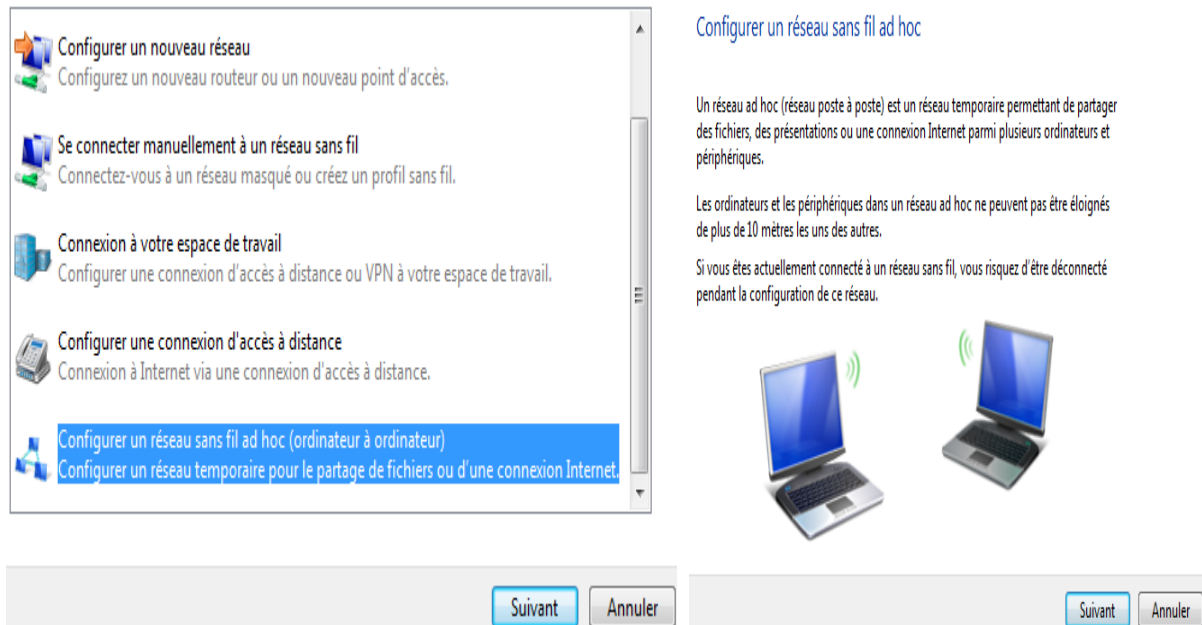 Configurer un nouveau réseau
Configurez un nouveau routeur ou un nouveau point d'accès.
Se connecter manuellement à un réseau sans fil
Connectez-vous à un réseau masqué ou créez un profil sans fil.
Connexion à votre espace de travail
Configurer une connexion d'accès à distance ou VPN à votre espace de travail.
Configurer une connexion d'accès à distance
Connexion à Internet via une connexion d'accès à distance.
Configurer un réseau sans fil ad hoc (ordinateur à ordinateur)
Configurer un réseau temporaire pour le partage de fichiers ou d'une connexion Internet.
Suivant
Annuler
Configurer un réseau sans fil ad hoc
Un réseau ad hoc (réseau poste à poste) est un réseau temporaire permettant de partager
des fichiers, des présentations ou une connexion Internet parmi plusieurs ordinateurs et
périphériques.
Les ordinateurs et les périphériques dans un réseau ad hoc ne peuvent pas être éloignés
de plus de 10 mètres les uns des autres.
Si vous êtes actuellement connecté à un réseau sans fil, vous risquez d'être déconnecté
pendant la configuration de ce réseau.
Suivant
Annuler